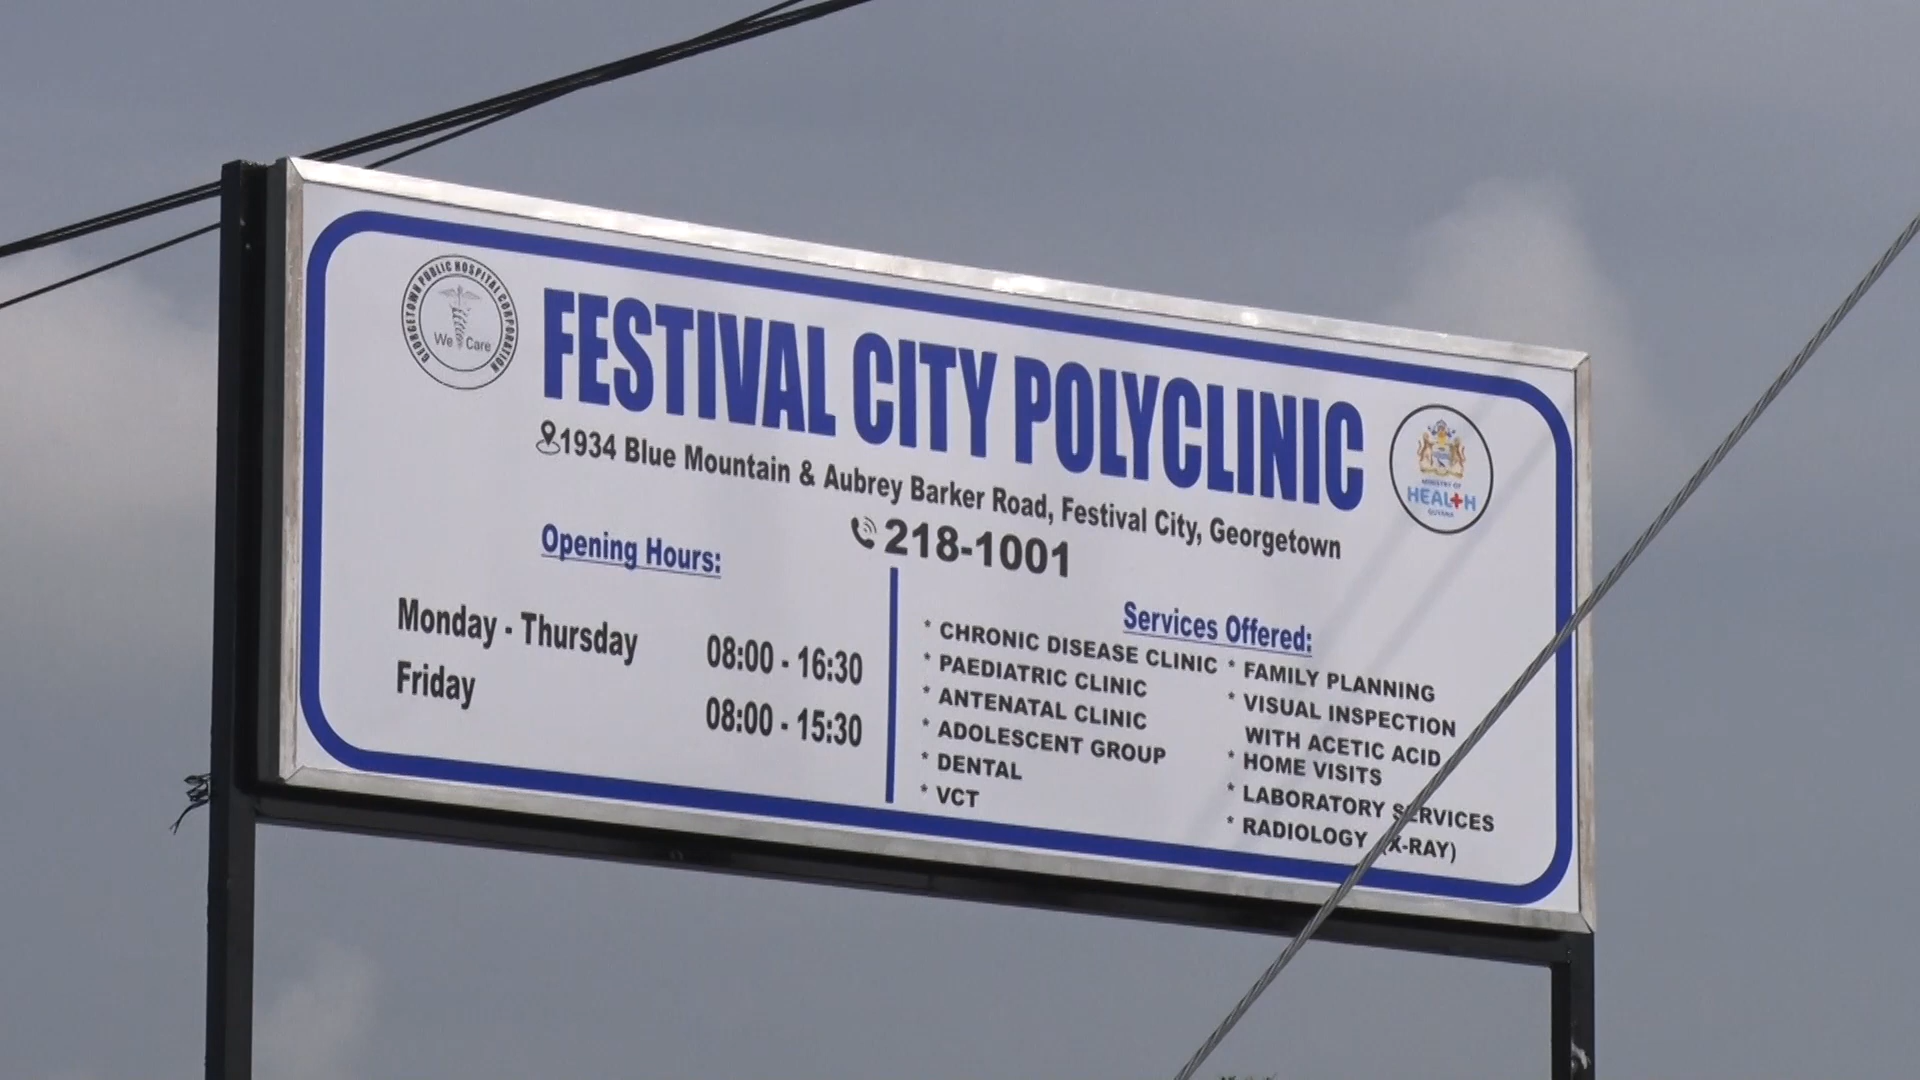 GEORGETOWN PUBLIC HOSPITAL CORPORATION
We Care
FESTIVAL CITY POLYCLINIC
1934 Blue Mountain & Aubrey Barker Road, Festival City, Georgetown
218-1001
MINISTRY OF
HEALTH
GUYANA
Opening Hours:
Monday - Thursday 08:00 - 16:30
Friday 08:00 - 15:30
Services Offered:
* CHRONIC DISEASE CLINIC
* PAEDIATRIC CLINIC
* ANTENATAL CLINIC
* ADOLESCENT GROUP
* DENTAL
* VCT
* FAMILY PLANNING
* VISUAL INSPECTION
WITH ACETIC ACID
* HOME VISITS
* LABORATORY SERVICES
* RADIOLOGY (X-RAY)